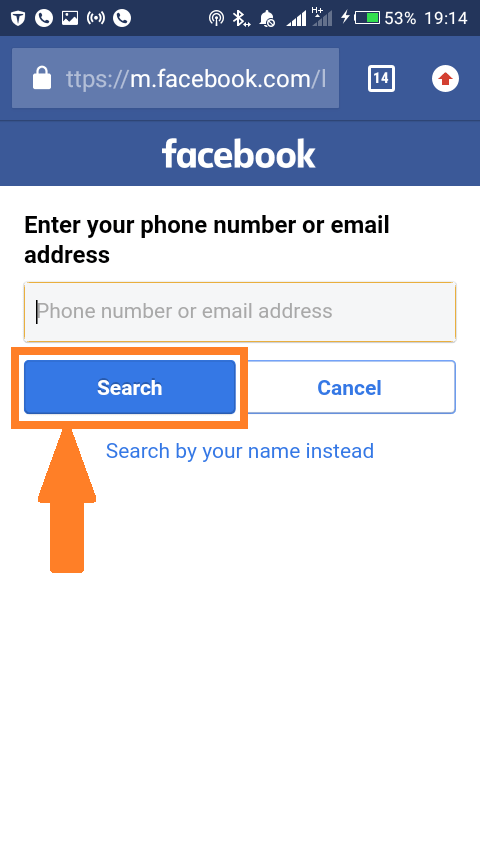 H+
53% 19:14
ttps://m.facebook.com/l
14
facebook
Enter your phone number or email
address
Phone number or email address
Search Cancel
Search by your name instead